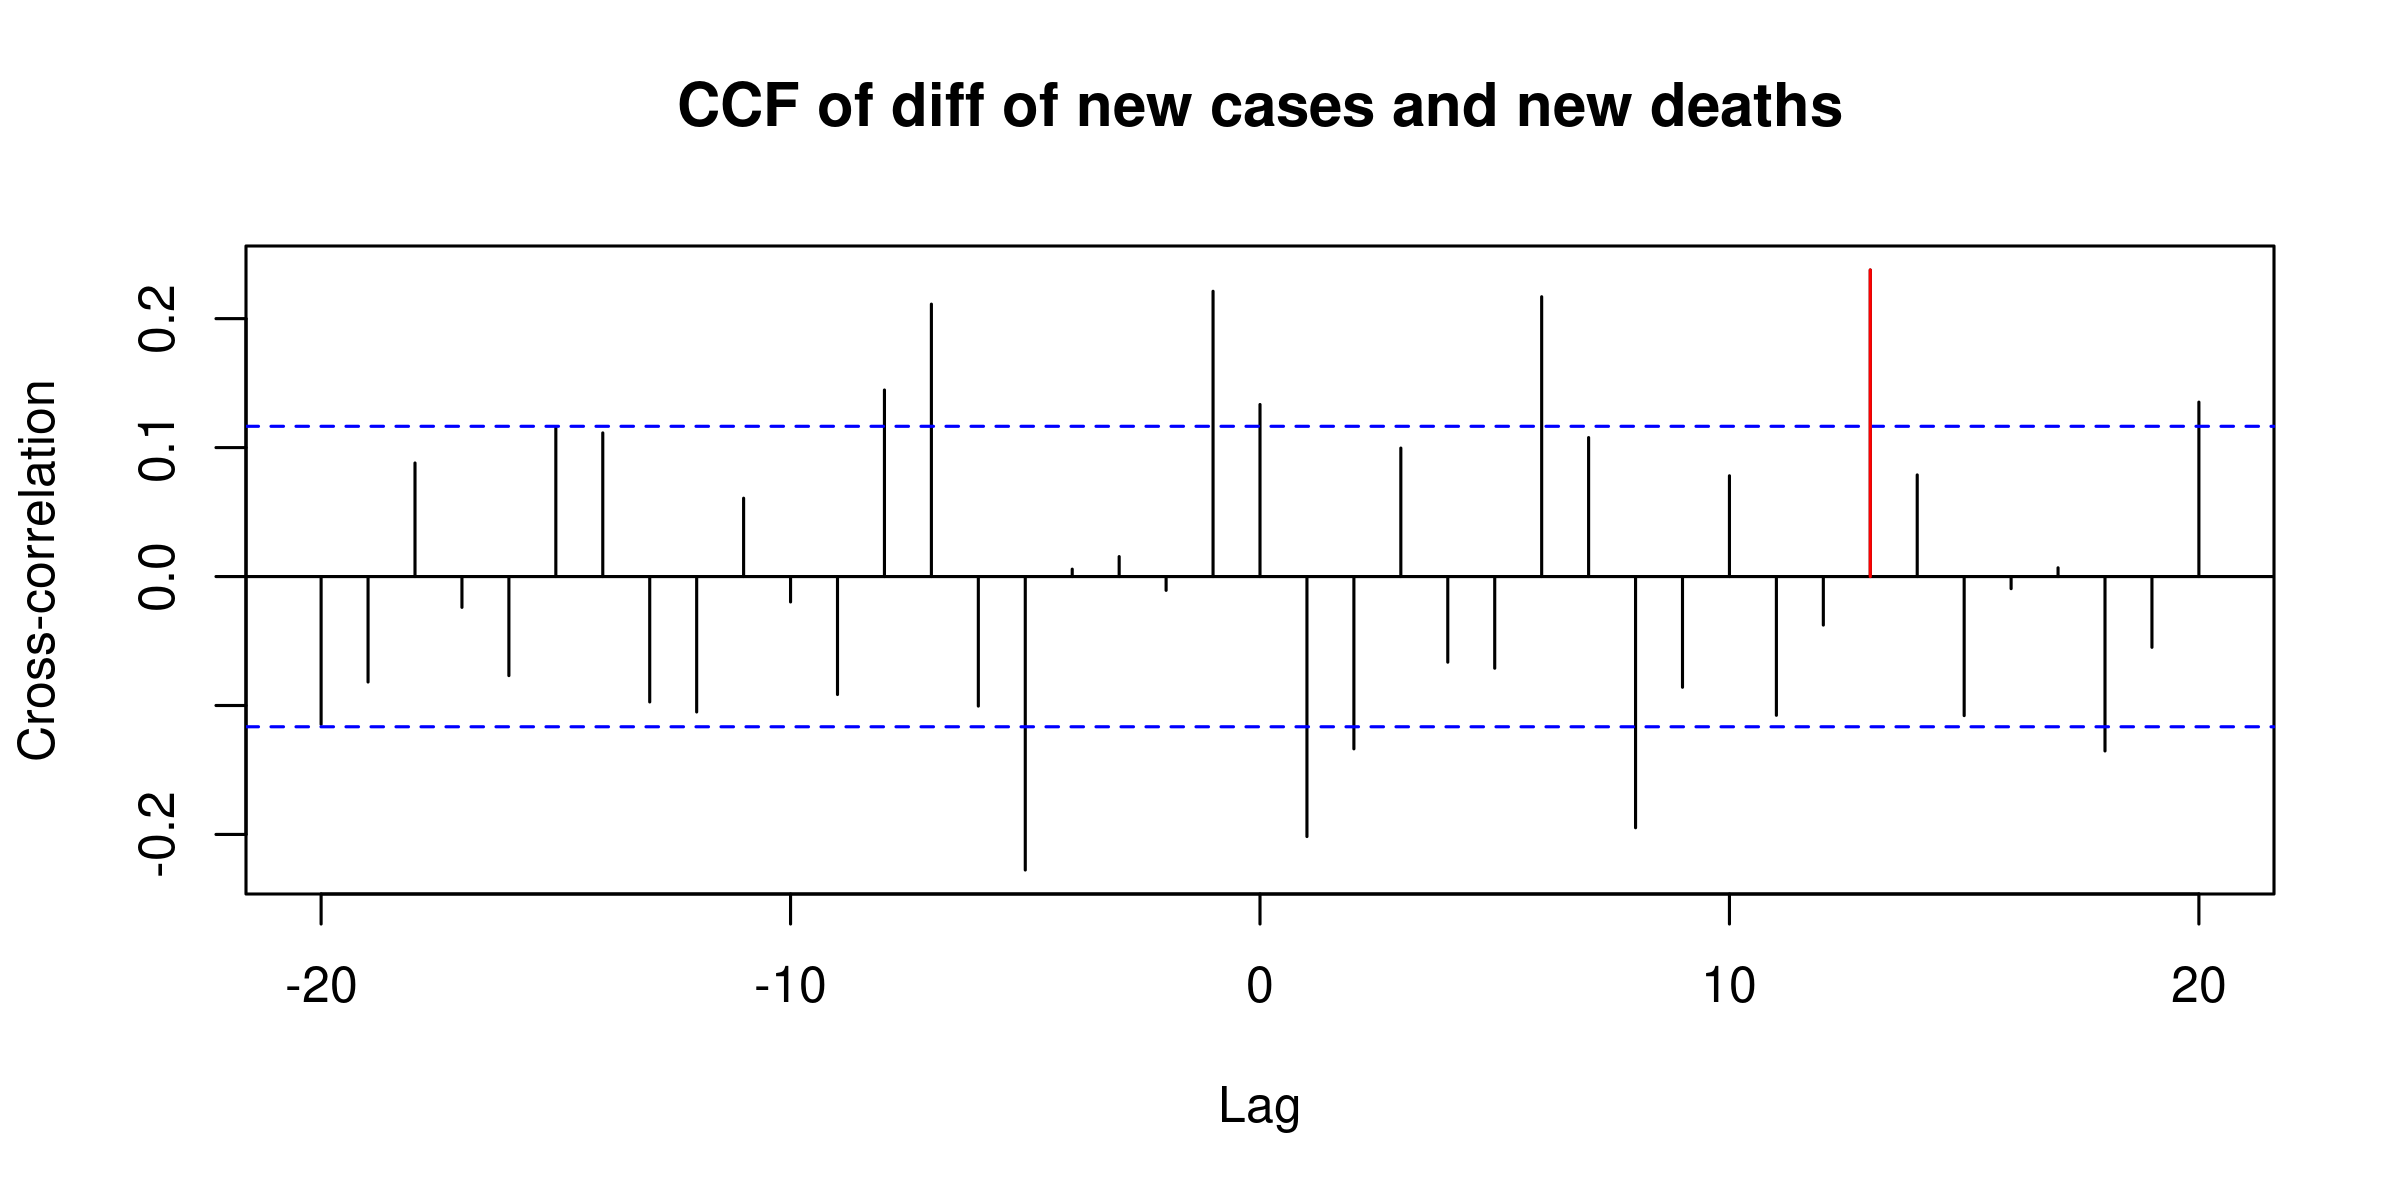 CCF of diff of new cases and new deaths
Cross-correlation
0.2
0.1
0.0
-0.2
-20 -10 0 10 20
Lag